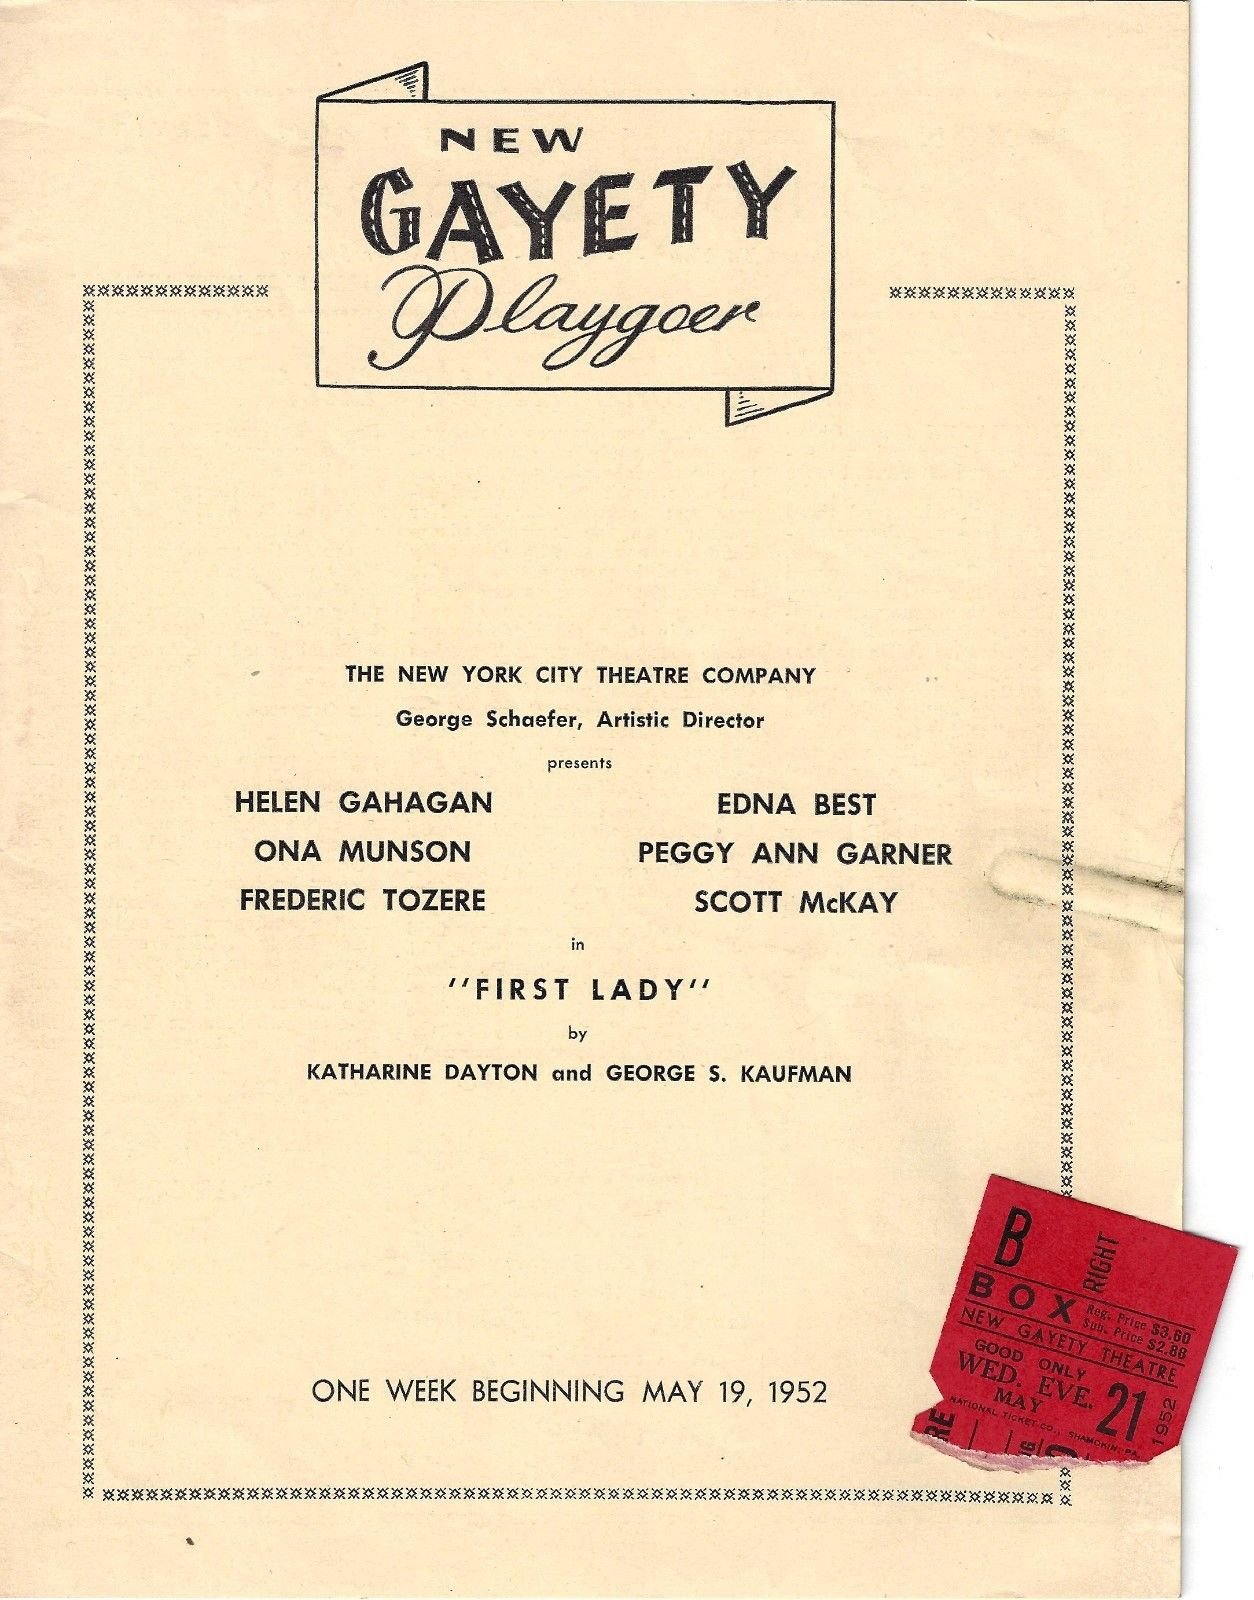 NEW
GAYETY
Playgoer
THE NEW YORK CITY THEATRE COMPANY
George Schaefer, Artistic Director
presents
HELEN GAHAGAN EDNA BEST
ONA MUNSON PEGGY ANN GARNER
FREDERIC TOZERE SCOTT McKAY
in
"FIRST LADY"
by
KATHARINE DAYTON and GEORGE S. KAUFMAN
ONE WEEK BEGINNING MAY 19, 1952
B
RIGHT
BOX
Reg. Price $3.60
Sub. Price $2.88
NEW GAYETY THEATRE
GOOD ONLY
WED. EVE.
MAY 21
1952
NATIONAL TICKET CO., SHAMOKIN, PA.